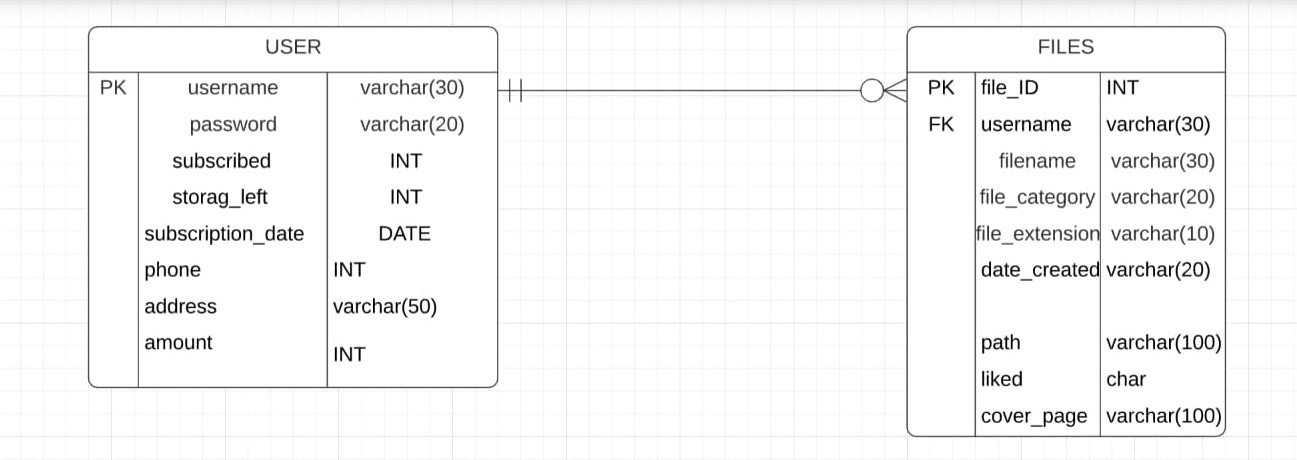 USER
PK username varchar(30)
password varchar(20)
subscribed INT
storag_left INT
subscription_date DATE
phone INT
address varchar(50)
amount INT
FILES
PK file_ID INT
FK username varchar(30)
filename varchar(30)
file_category varchar(20)
file_extension varchar(10)
date_created varchar(20)
path varchar(100)
liked char
cover_page varchar(100)